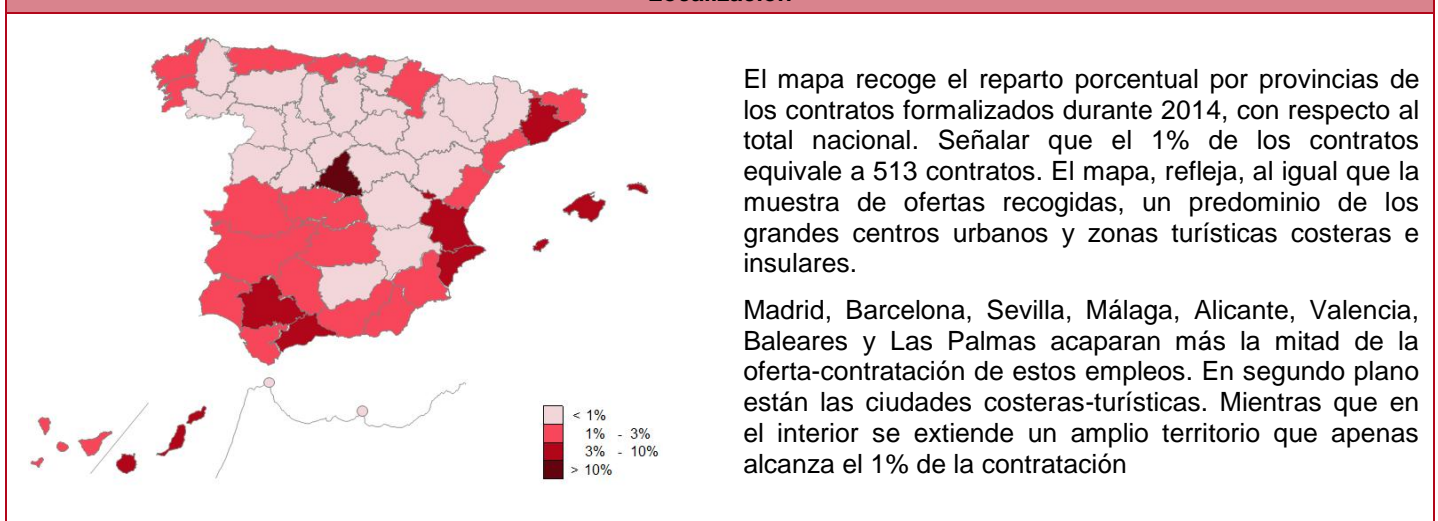 Localización
El mapa recoge el reparto porcentual por provincias de
los contratos formalizados durante 2014, con respecto al
total nacional. Señalar que el 1% de los contratos
equivale a 513 contratos. El mapa, refleja, al igual que la
muestra de ofertas recogidas, un predominio de los
grandes centros urbanos y zonas turísticas costeras e
insulares.
Madrid, Barcelona, Sevilla, Málaga, Alicante, Valencia,
Baleares y Las Palmas acaparan más la mitad de la
oferta-contratación de estos empleos. En segundo plano
están las ciudades costeras-turísticas. Mientras que en
el interior se extiende un amplio territorio que apenas
alcanza el 1% de la contratación
< 1%
1% - 3%
3% - 10%
> 10%